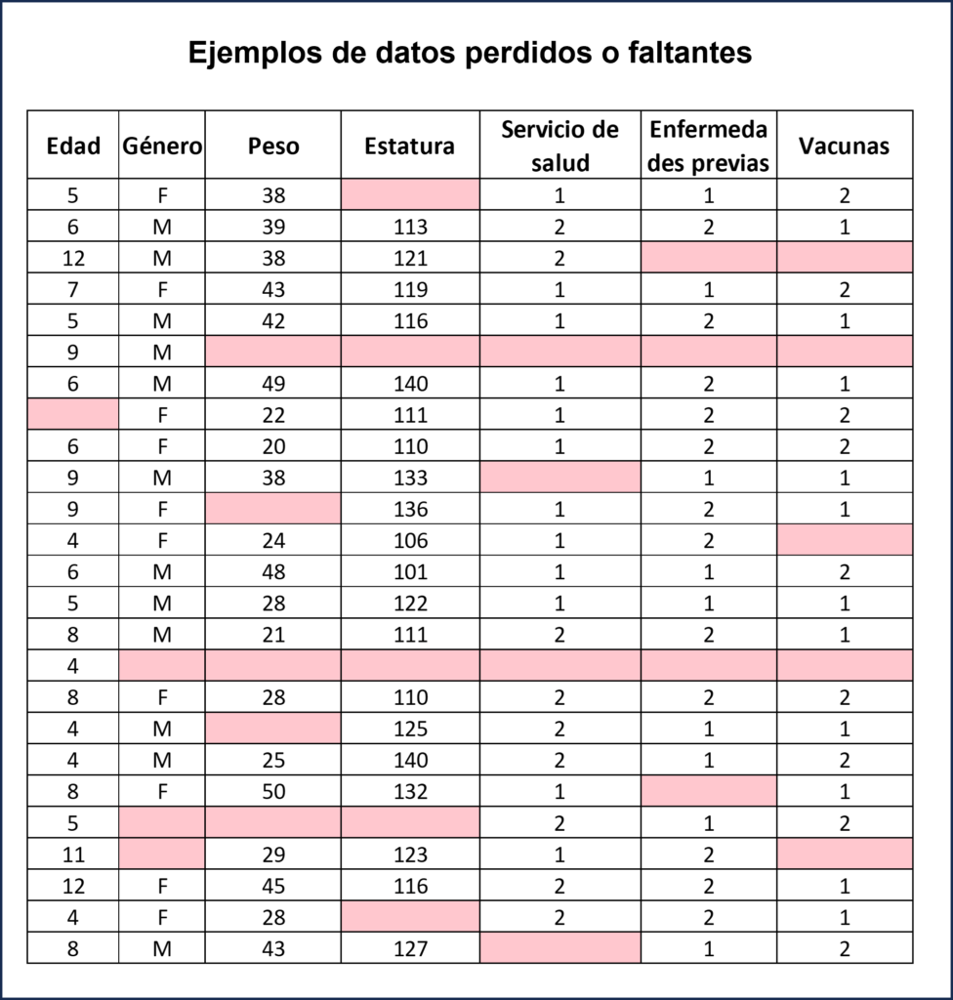 Ejemplos de datos perdidos o faltantes
Edad Género Peso Estatura Servicio de salud Enfermeda des previas Vacunas
5 F 38 1 1 2
6 M 39 113 2 2 1
12 M 38 121 2
7 F 43 119 1 1 2
5 M 42 116 1 2 1
9 M
6 M 49 140 1 2 1
F 22 111 1 2 2
6 F 20 110 1 2 2
9 M 38 133 1 1
9 F 136 1 2 1
4 F 24 106 1 2
6 M 48 101 1 1 2
5 M 28 122 1 1 1
8 M 21 111 2 2 1
4
8 F 28 110 2 2 2
4 M 125 2 1 1
4 M 25 140 2 1 2
8 F 50 132 1 1
5 2 1 2
11 29 123 1 2
12 F 45 116 2 2 1
4 F 28 2 2 1
8 M 43 127 1 2